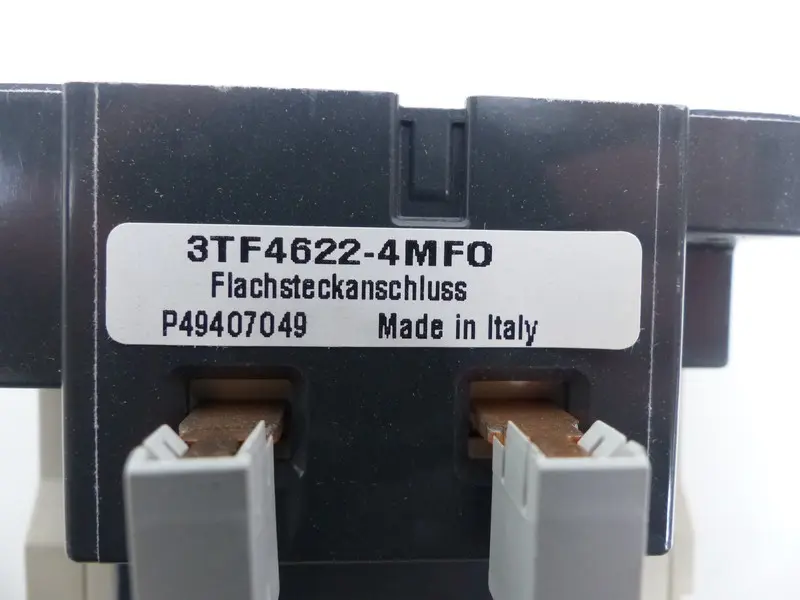 3TF4622-4MF0
Flachsteckanschluss
P49407049 Made in Italy